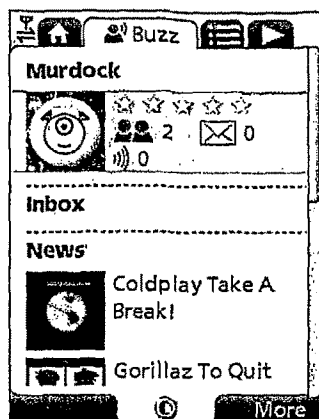 Buzz
Murdock
2 0
0
Inbox
News
Coldplay Take A
Break!
Gorillaz To Quit
More